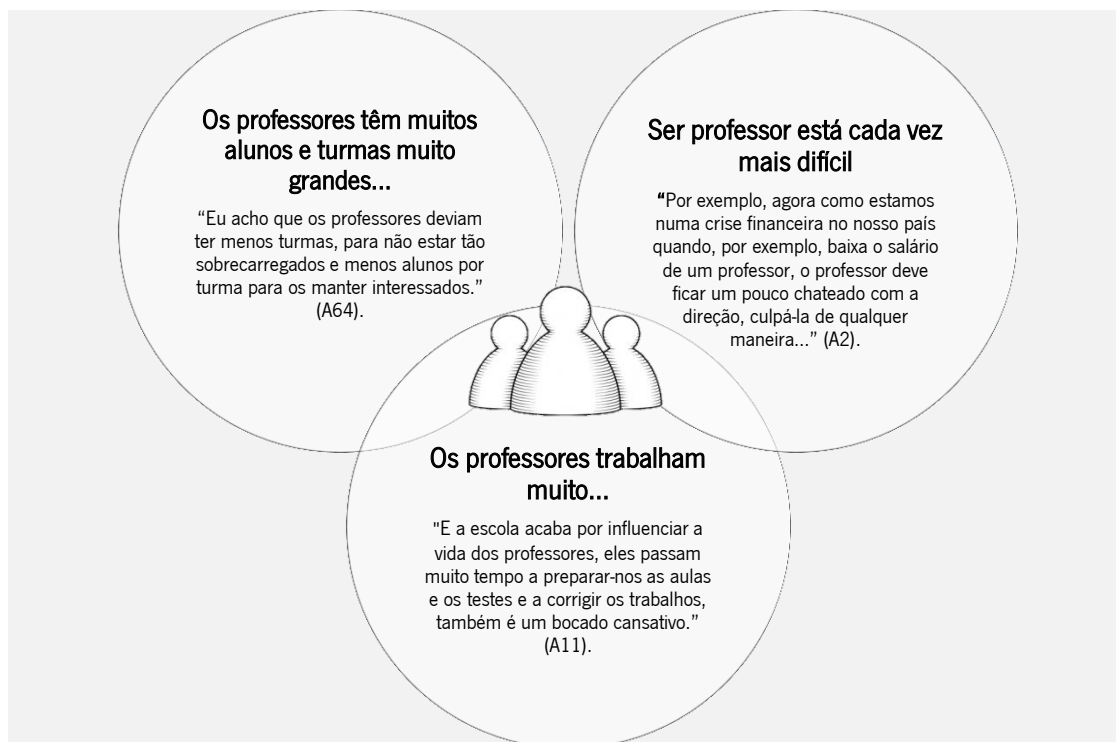 Os professores têm muitos
alunos e turmas muito
grandes...
“Eu acho que os professores deviam
ter menos turmas, para não estar tão
sobrecarregados e menos alunos por
turma para os manter interessados.”
(A64).
Ser professor está cada vez
mais difícil
“Por exemplo, agora como estamos
numa crise financeira no nosso país
quando, por exemplo, baixa o salário
de um professor, o professor deve
ficar um pouco chateado com a
direção, culpá-la de qualquer
maneira...” (A2).
Os professores trabalham
muito...
"E a escola acaba por influenciar a
vida dos professores, eles passam
muito tempo a preparar-nos as aulas
e os testes e a corrigir os trabalhos,
também é um bocado cansativo.”
(A11).